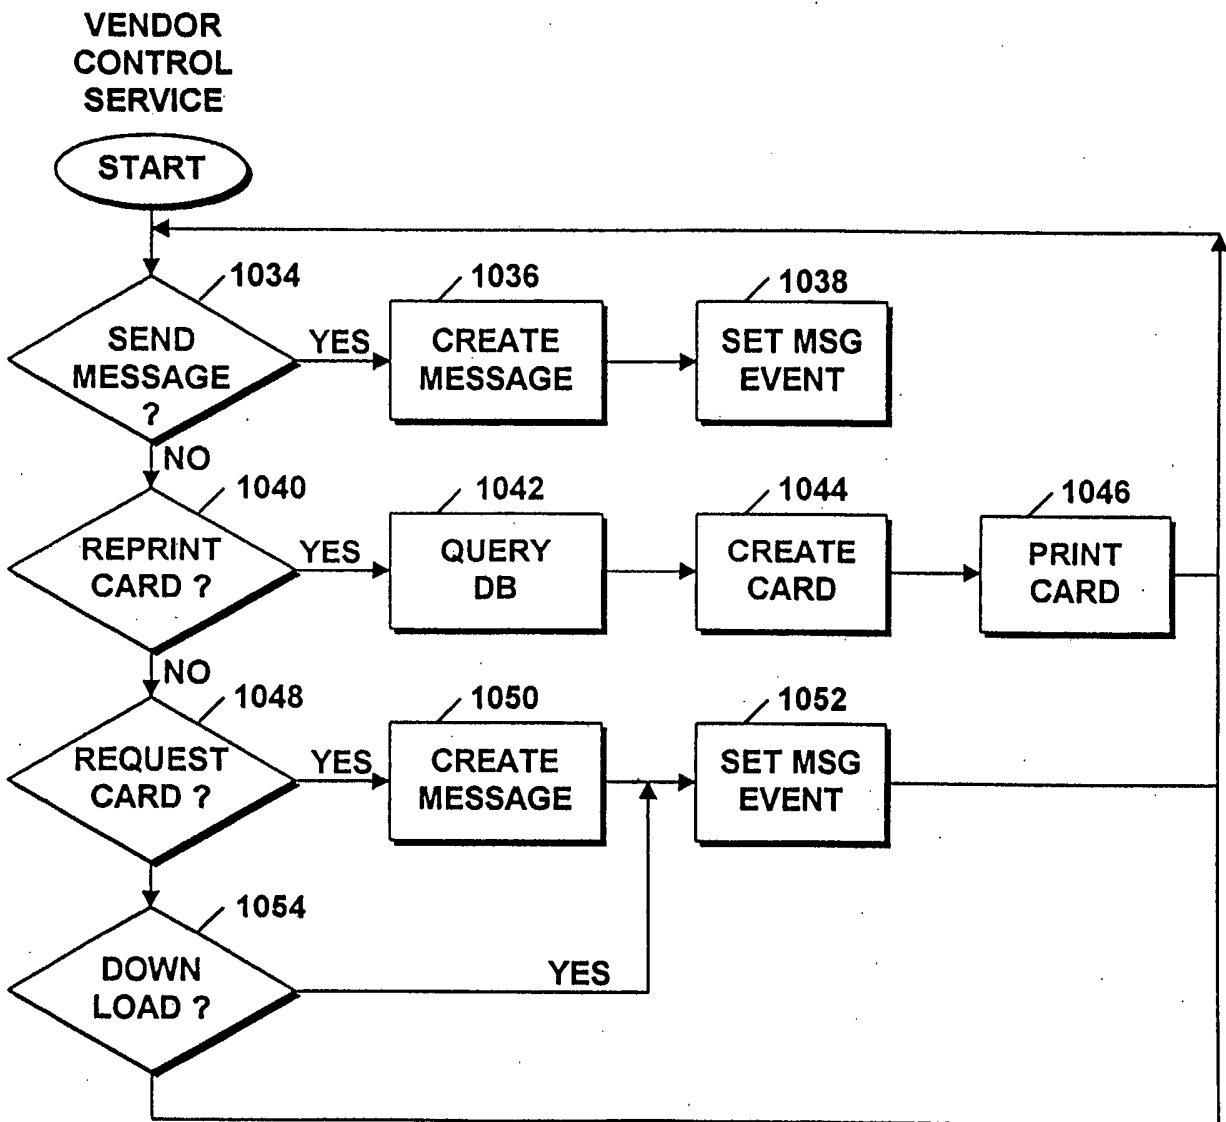 VENDOR
CONTROL
SERVICE
START
1034
SEND
MESSAGE
?
YES
1036
CREATE
MESSAGE
1038
SET MSG
EVENT
NO
1040
REPRINT
CARD ?
YES
1042
QUERY
DB
1044
CREATE
CARD
1046
PRINT
CARD
NO
1048
REQUEST
CARD ?
YES
1050
CREATE
MESSAGE
1052
SET MSG
EVENT
1054
DOWN
LOAD ?
YES